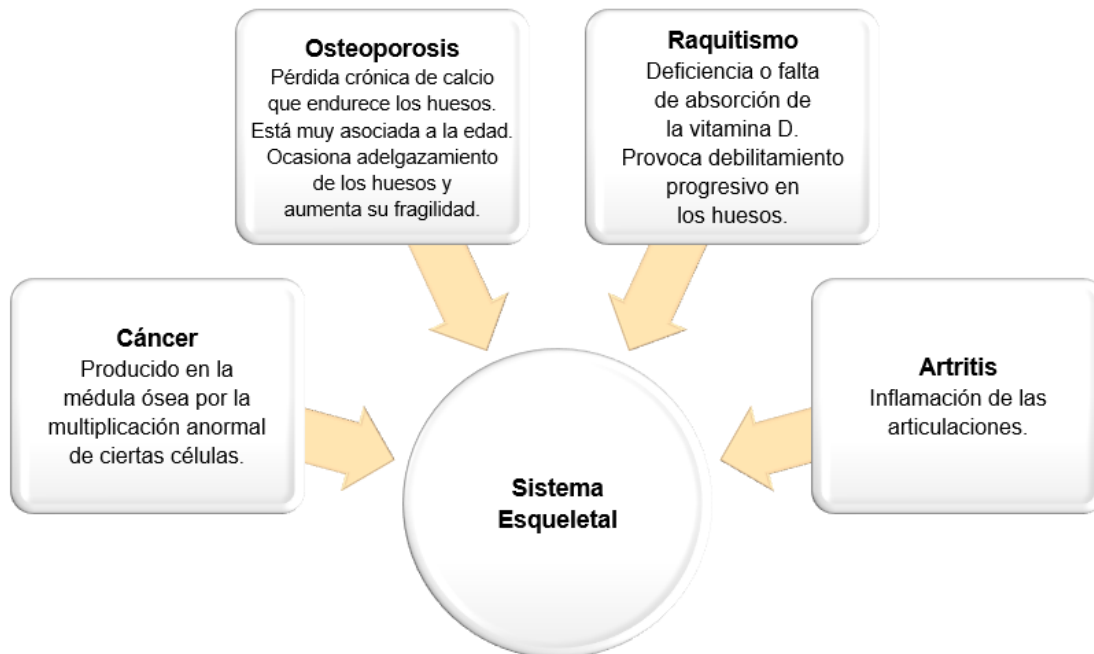 Osteoporosis
Pérdida crónica de calcio
que endurece los huesos.
Está muy asociada a la edad.
Ocasiona adelgazamiento
de los huesos y
aumenta su fragilidad.
Raquitismo
Deficiencia o falta
de absorción de
la vitamina D.
Provoca debilitamiento
progresivo en
los huesos.
Cáncer
Producido en la
médula ósea por la
multiplicación anormal
de ciertas células.
Artritis
Inflamación de las
articulaciones.
Sistema
Esqueletal